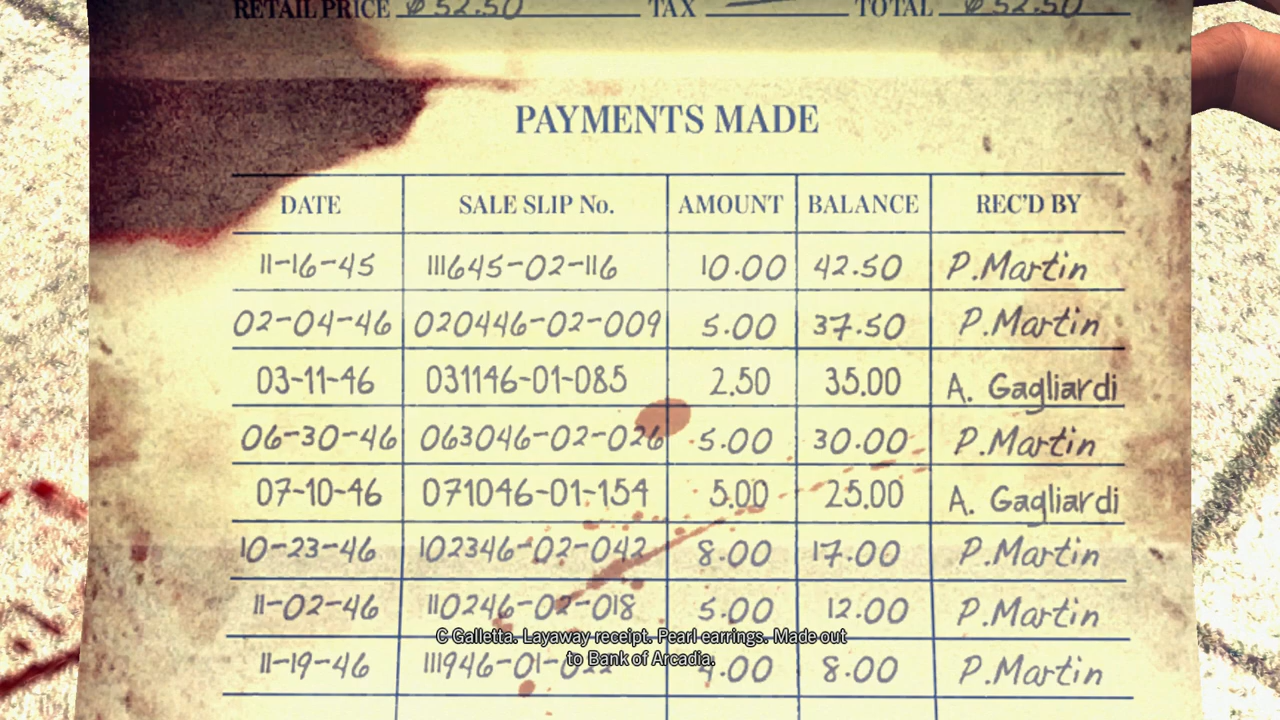 RETAIL PRICE $52.50 TAX — TOTAL $52.50
PAYMENTS MADE
DATE SALE SLIP No. AMOUNT BALANCE REC'D BY
11-16-45 111645-02-116 10.00 42.50 P.Martin
02-04-46 020446-02-009 5.00 37.50 P.Martin
03-11-46 031146-01-085 2.50 35.00 A. Gagliardi
06-30-46 063046-02-026 5.00 30.00 P.Martin
07-10-46 071046-01-154 5.00 25.00 A. Gagliardi
10-23-46 102346-02-042 8.00 17.00 P.Martin
11-02-46 110246-02-018 5.00 12.00 P.Martin
11-19-46 4.00 8.00 P.Martin
C Galletta. Layaway receipt. Pearl earrings. Made out
to Bank of Arcadia.